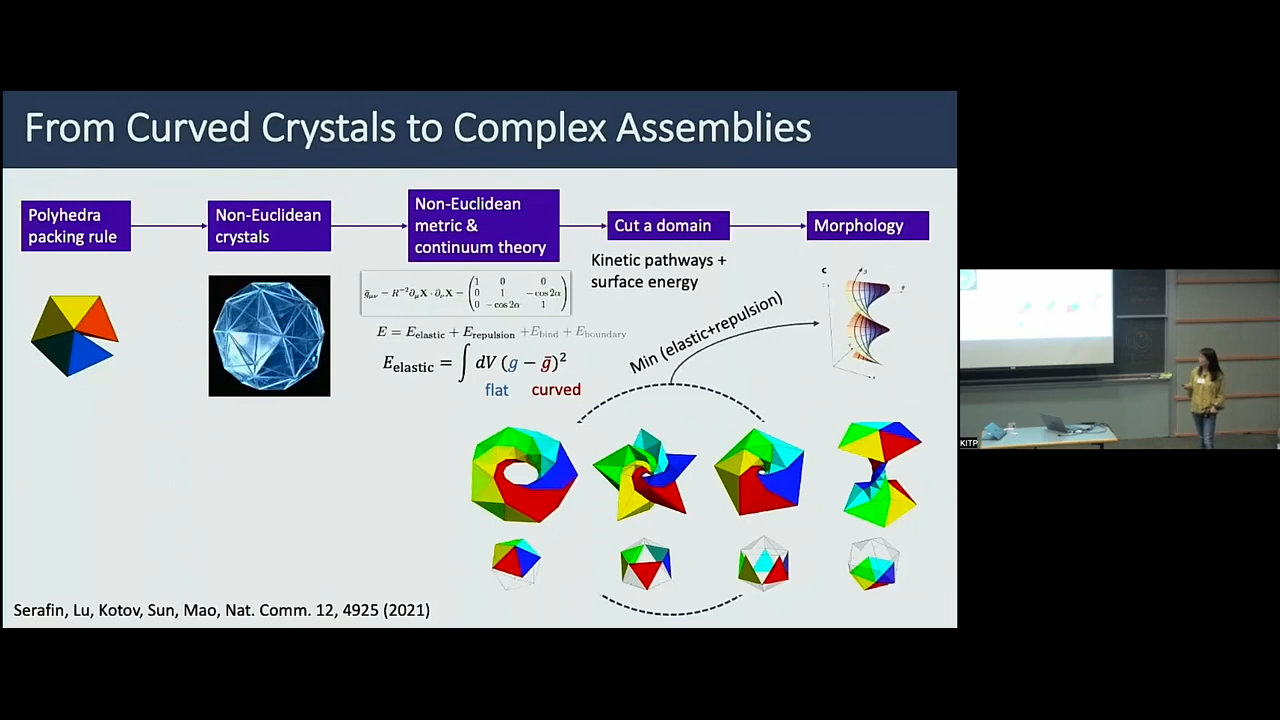 From Curved Crystals to Complex Assemblies
Polyhedra
packing rule
Non-Euclidean
crystals
Non-Euclidean
metric &
continuum theory
Cut a domain
Morphology
Kinetic pathways +
surface energy
E = E_elastic + E_repulsion + E_bind + E_boundary
E_elastic = ∫ dV (g − ḡ)²
flat
curved
Min (elastic+repulsion)
c
Serafin, Lu, Kotov, Sun, Mao, Nat. Comm. 12, 4925 (2021)
KITP